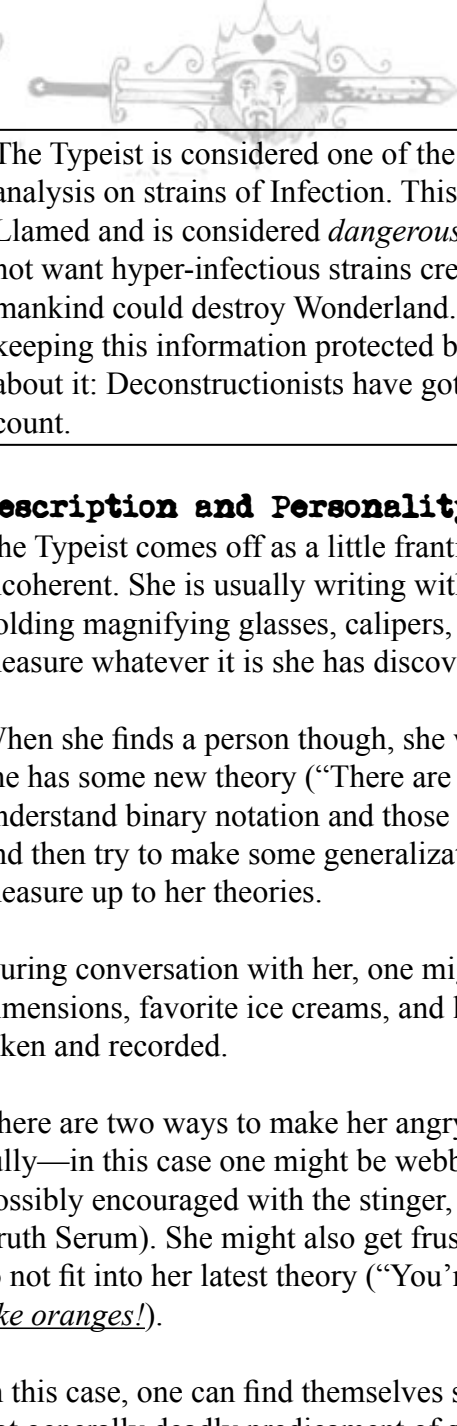 The Typeist is considered one of the
analysis on strains of Infection. This
Llamed and is considered dangerous
not want hyper-infectious strains cre
mankind could destroy Wonderland.
keeping this information protected b
about it: Deconstructionists have got
count.
escription and Personality
he Typeist comes off as a little franti
coherent. She is usually writing wit
olding magnifying glasses, calipers,
easure whatever it is she has discov
When she finds a person though, she w
he has some new theory (“There are
nderstand binary notation and those
nd then try to make some generaliza
easure up to her theories.
uring conversation with her, one mig
mensions, favorite ice creams, and l
ken and recorded.
here are two ways to make her angry
ully—in this case one might be webb
ossibly encouraged with the stinger,
ruth Serum). She might also get frus
o not fit into her latest theory (“You’r
ke oranges!).
n this case, one can find themselves s